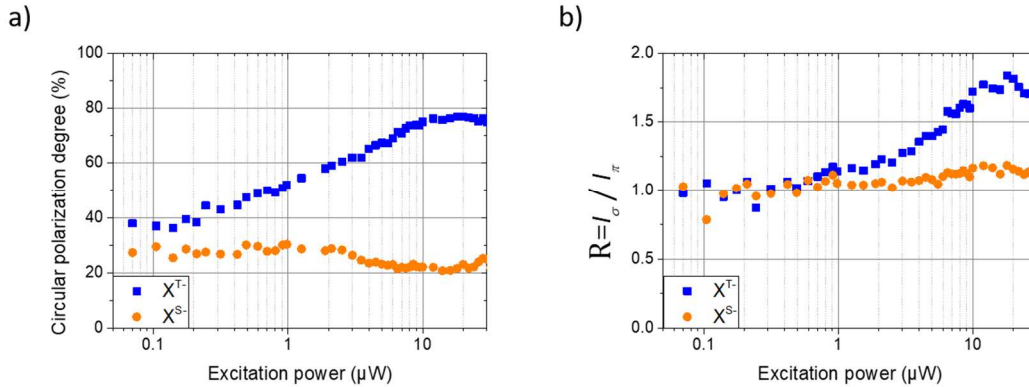 a)
Circular polarization degree (%)
100
80
60
40
20
0
X^T-
X^S-
0.1
1
10
Excitation power (μW)
b)
R=I_σ / I_π
2.0
1.5
1.0
0.5
0.0
X^T-
X^S-
0.1
1
10
Excitation power (μW)